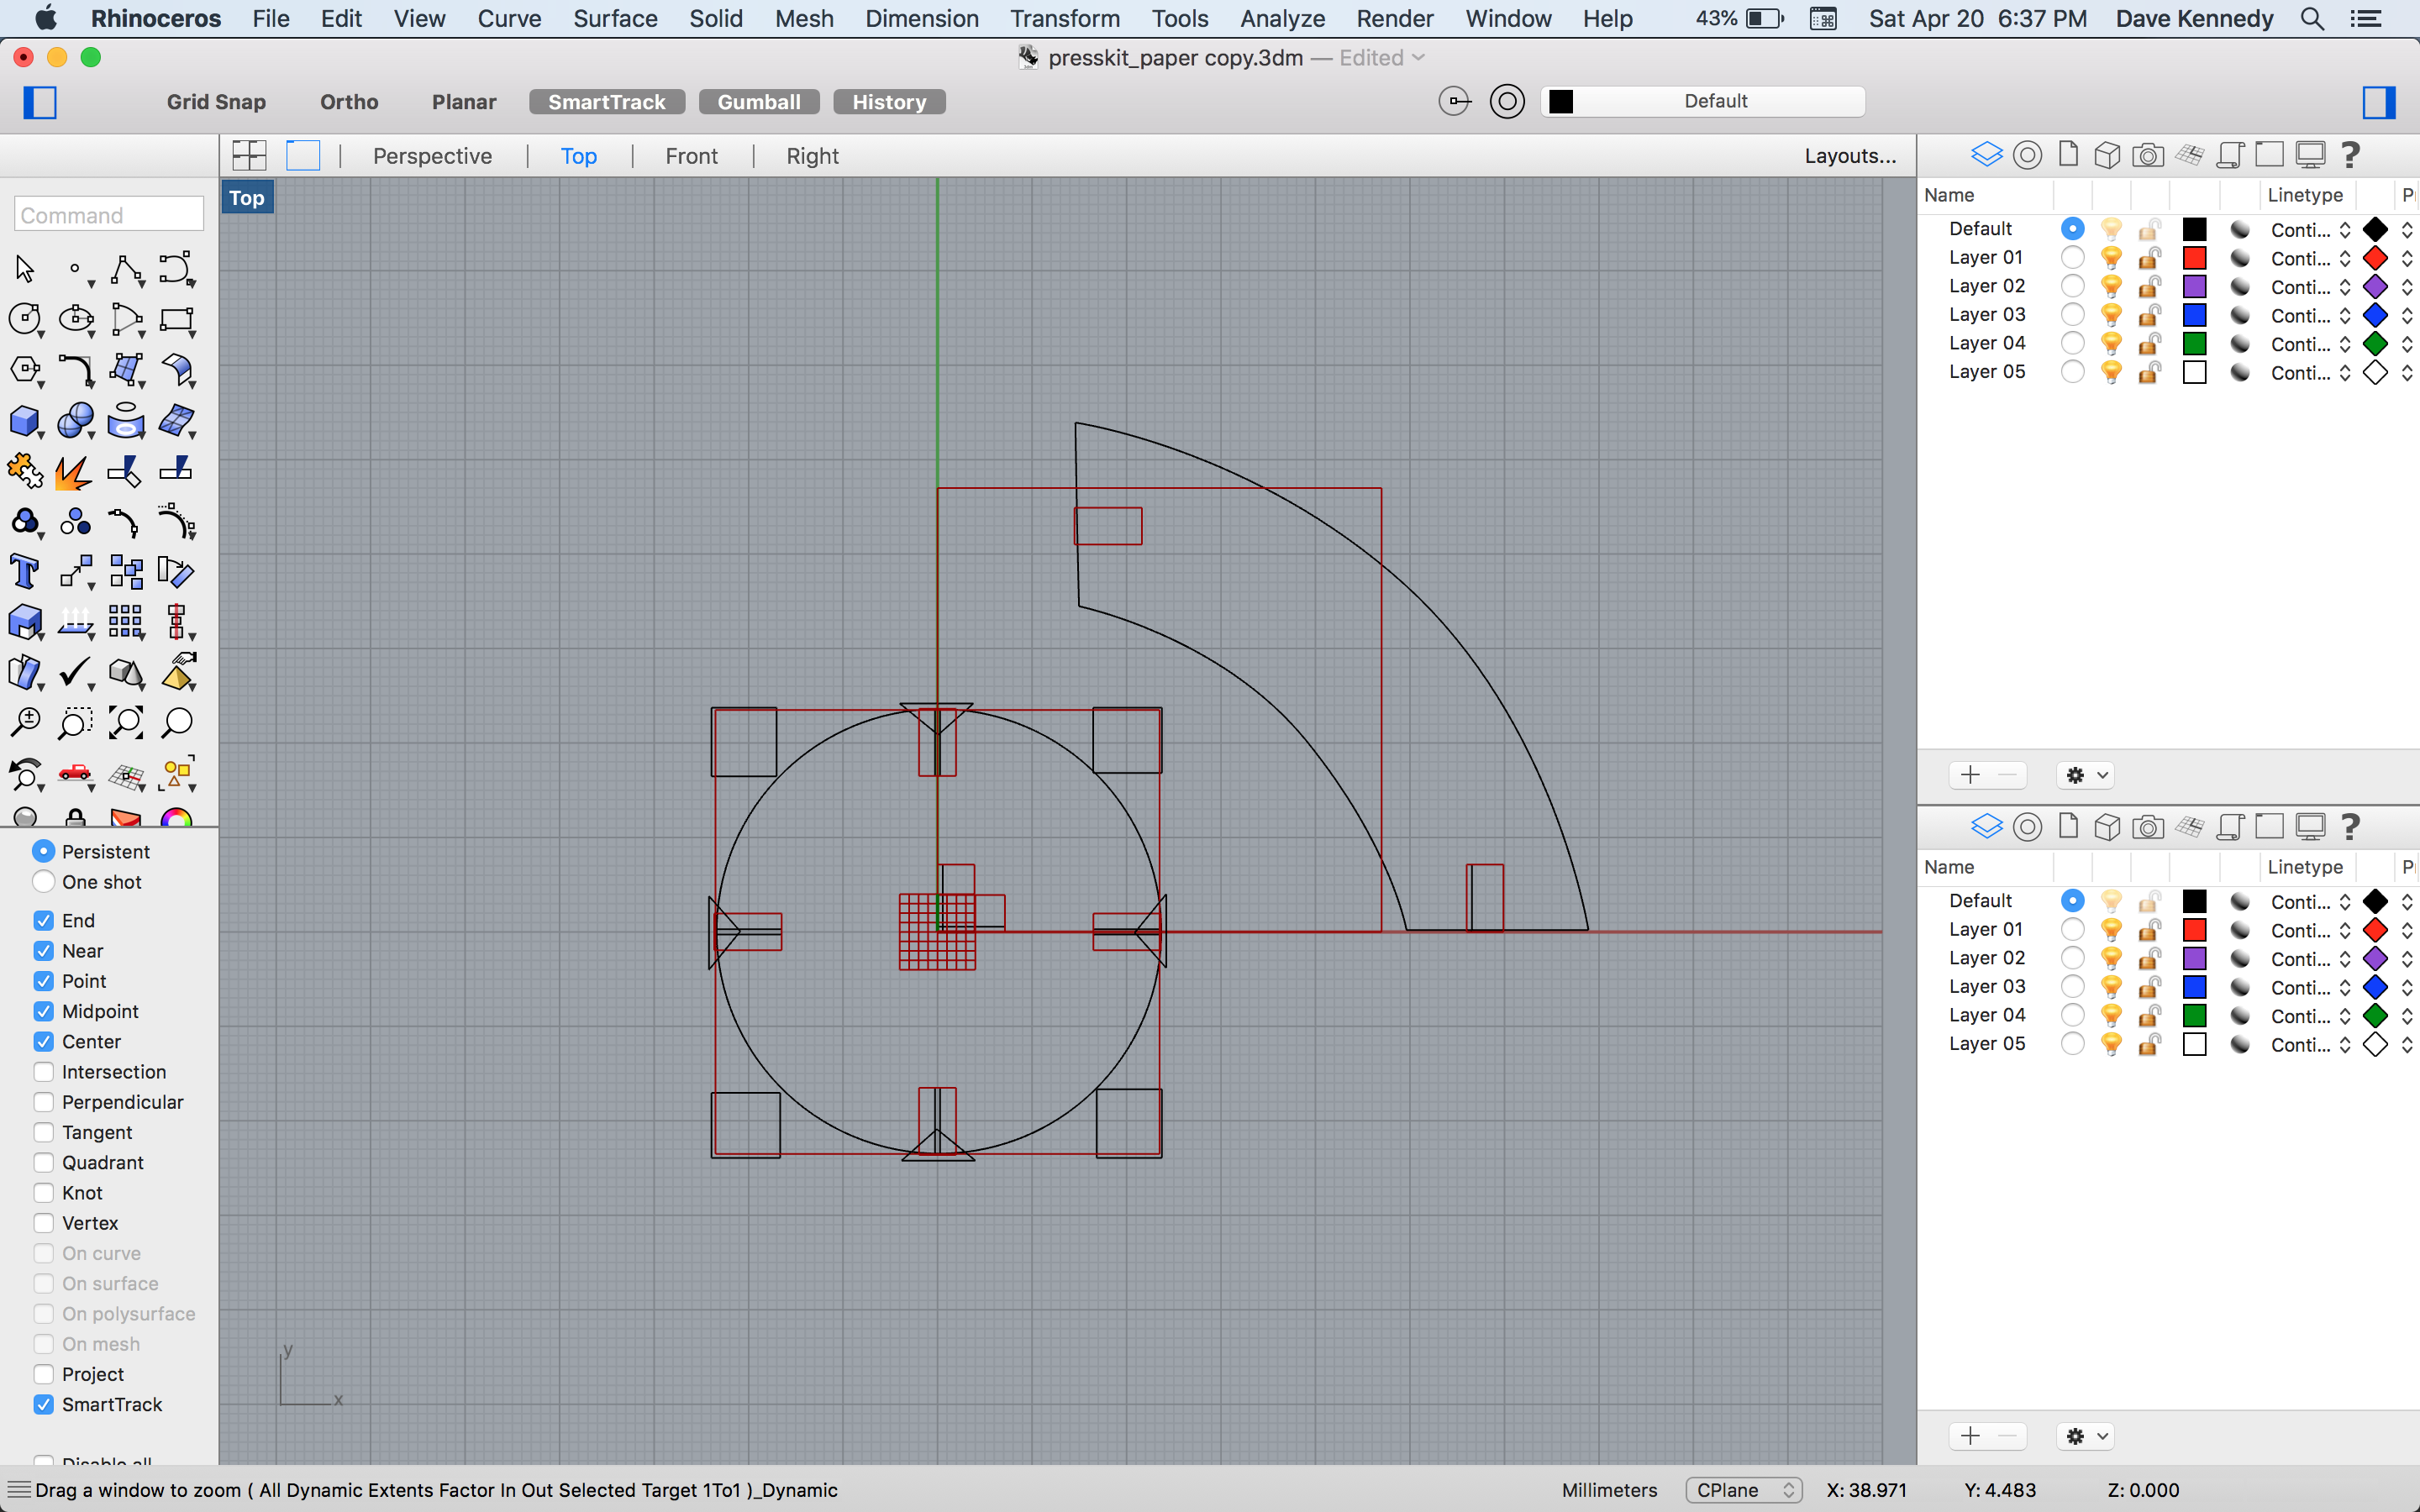 Rhinoceros File Edit View Curve Surface Solid Mesh Dimension Transform Tools Analyze Render Window Help 43% Sat Apr 20 6:37 PM Dave Kennedy
presskit_paper copy.3dm — Edited
Grid Snap Ortho Planar SmartTrack Gumball History Default
Perspective Top Front Right Layouts...
Top
Command
Name Linetype
Default Conti...
Layer 01 Conti...
Layer 02 Conti...
Layer 03 Conti...
Layer 04 Conti...
Layer 05 Conti...
Name Linetype
Default Conti...
Layer 01 Conti...
Layer 02 Conti...
Layer 03 Conti...
Layer 04 Conti...
Layer 05 Conti...
Persistent
One shot
End
Near
Point
Midpoint
Center
Intersection
Perpendicular
Tangent
Quadrant
Knot
Vertex
On curve
On surface
On polysurface
On mesh
Project
SmartTrack
Disable all
y
x
Drag a window to zoom ( All Dynamic Extents Factor In Out Selected Target 1To1 )_Dynamic Millimeters CPlane X: 38.971 Y: 4.483 Z: 0.000